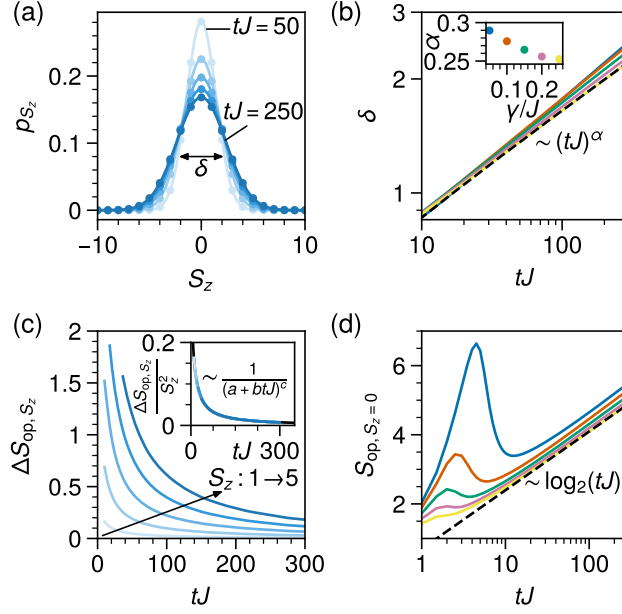 (a)
tJ = 50
tJ = 250
δ
0.2
0.1
0
p_{S_z}
−10
0
10
S_z
(b)
3
2
1
δ
0.3
0.25
α
0.1
0.2
γ/J
~ (tJ)^α
10
100
tJ
(c)
2
1.5
1
0.5
0
ΔS_{op, S_z}
0.2
0
ΔS_{op, S_z} / S_z^2
~ 1 / (a + btJ)^c
0
300
tJ
S_z : 1→5
0
100
200
300
tJ
(d)
6
4
2
S_{op, S_z = 0}
~ log_2(tJ)
1
10
100
tJ